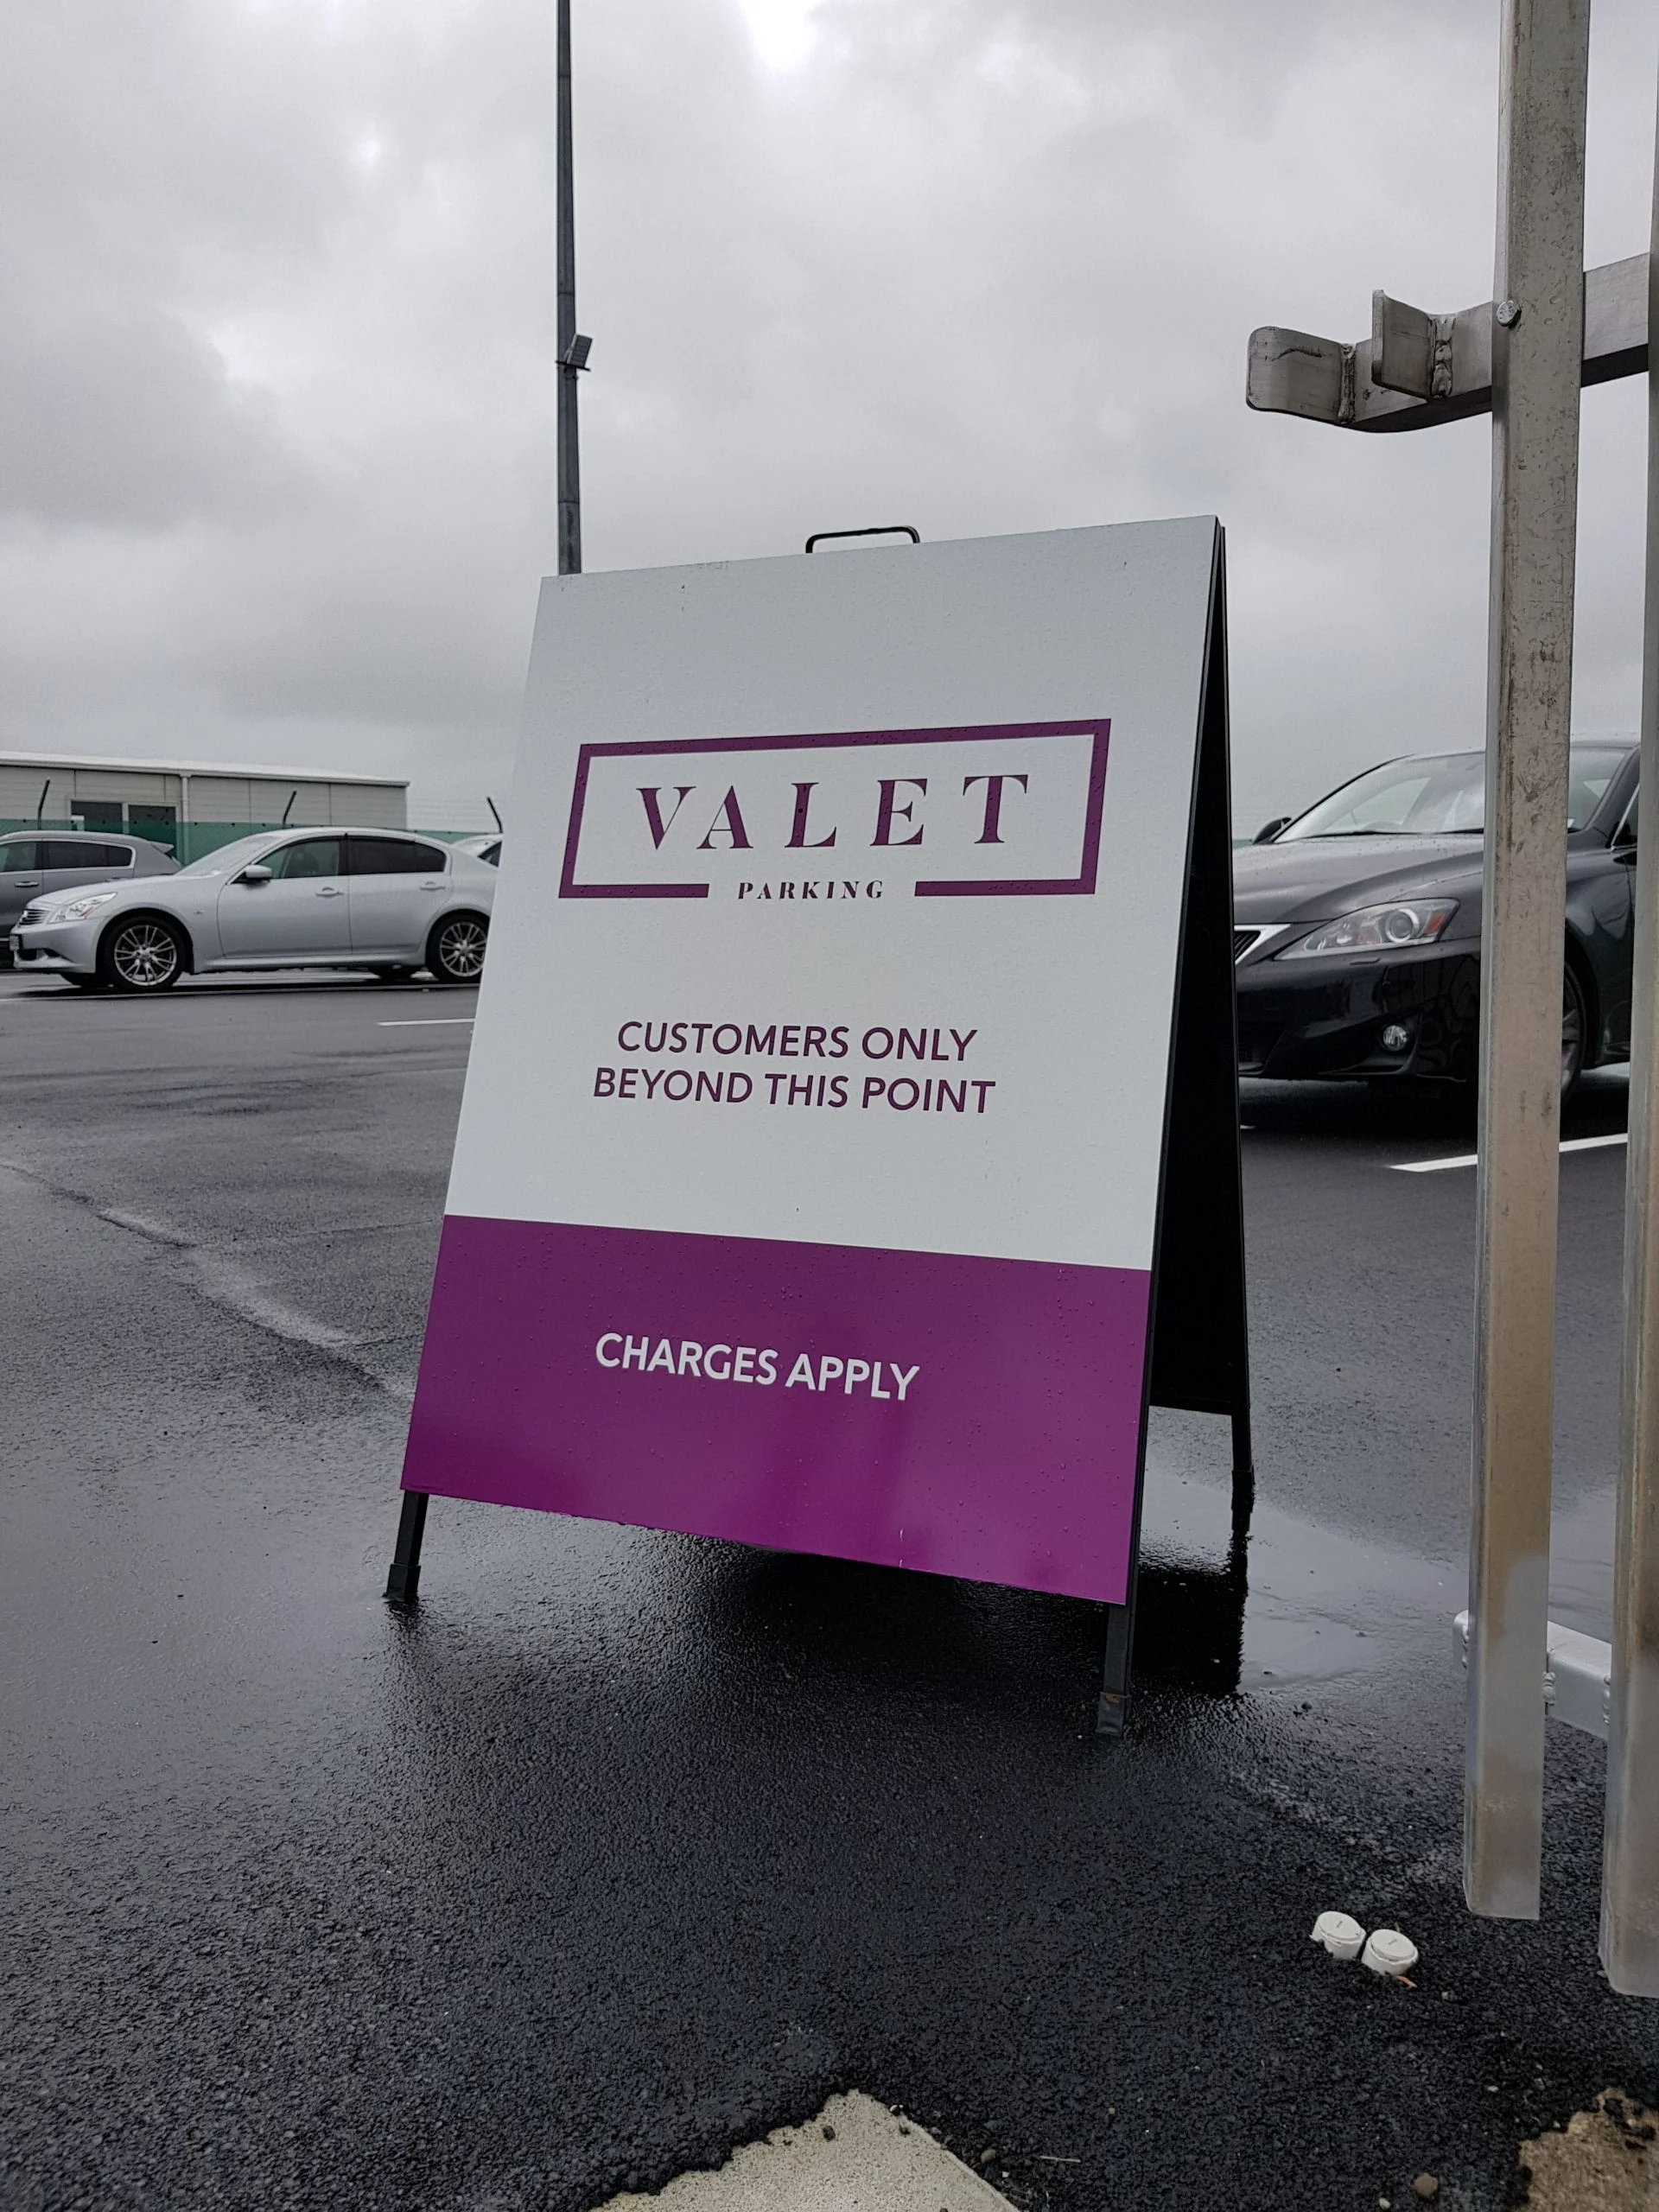 VALET
PARKING
CUSTOMERS ONLY
BEYOND THIS POINT
CHARGES APPLY